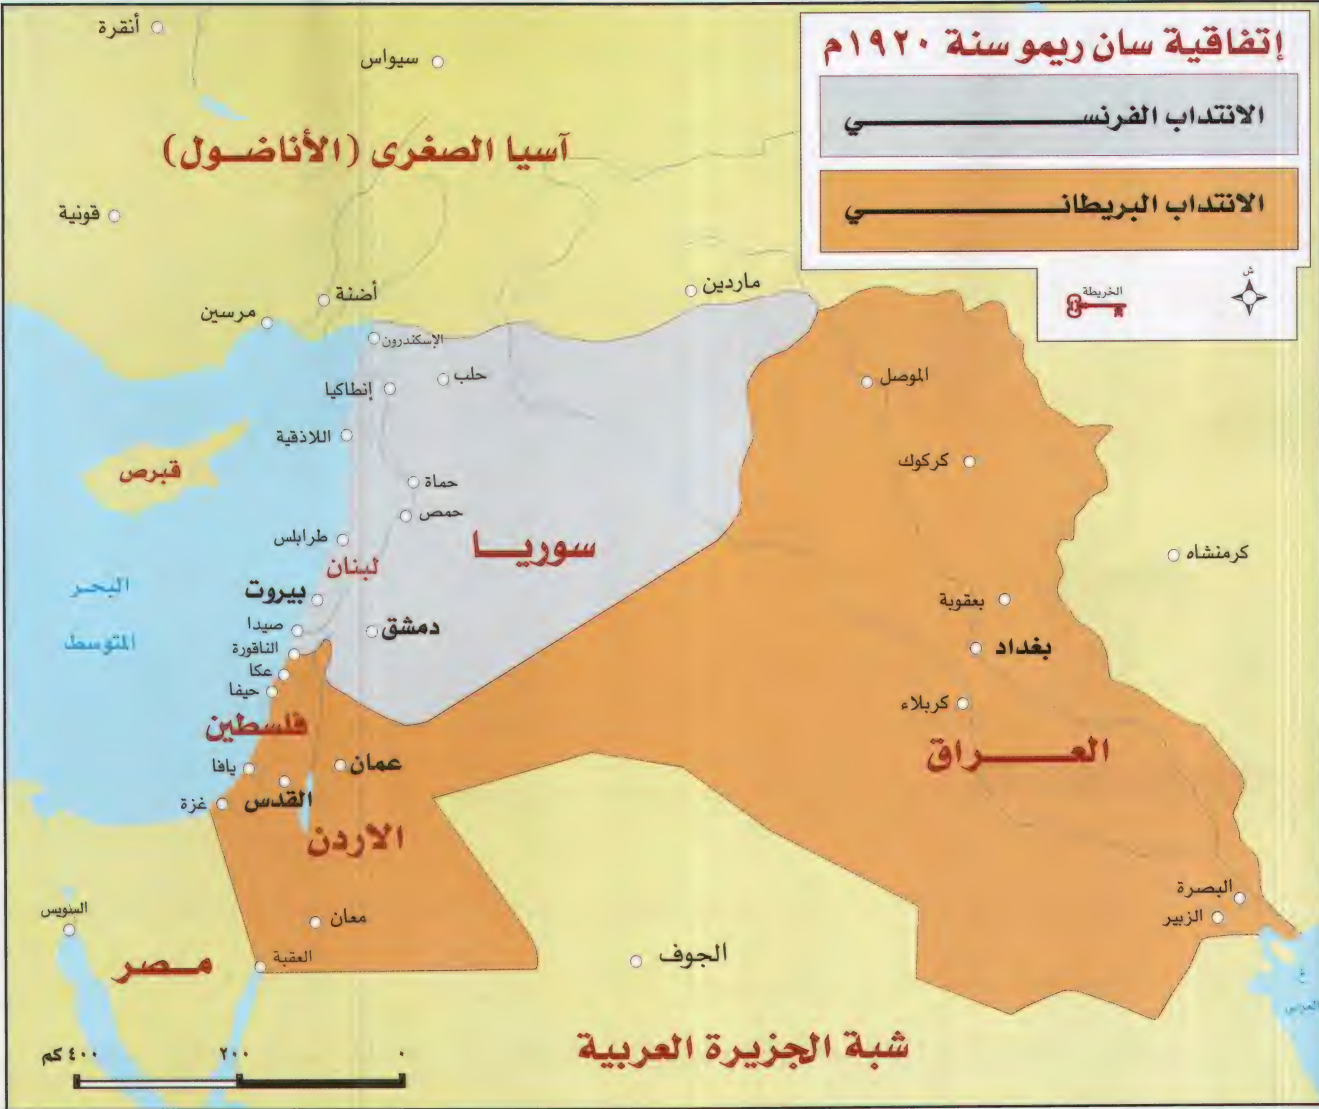 إتفاقية سان ريمو سنة ١٩٢٠م
الانتداب الفرنسي
الانتداب البريطاني
الخريطة
ش
أنقرة
سيواس
آسيا الصغرى (الأناضول)
قونية
ماردين
أضنة
مرسين
الإسكندرون
حلب
إنطاكيا
الموصل
اللاذقية
كركوك
قبرص
حماة
حمص
طرابلس
سوريا
كرمنشاه
لبنان
البحر
المتوسط
بيروت
بعقوبة
صيدا
دمشق
الناقورة
بغداد
عكا
حيفا
كربلاء
فلسطين
العراق
يافا
عمان
غزة
القدس
الاردن
البصرة
الزبير
السويس
معان
العقبة
مصر
الجوف
العربي
شبة الجزيرة العربية
٤٠٠ كم
٢٠٠
٠